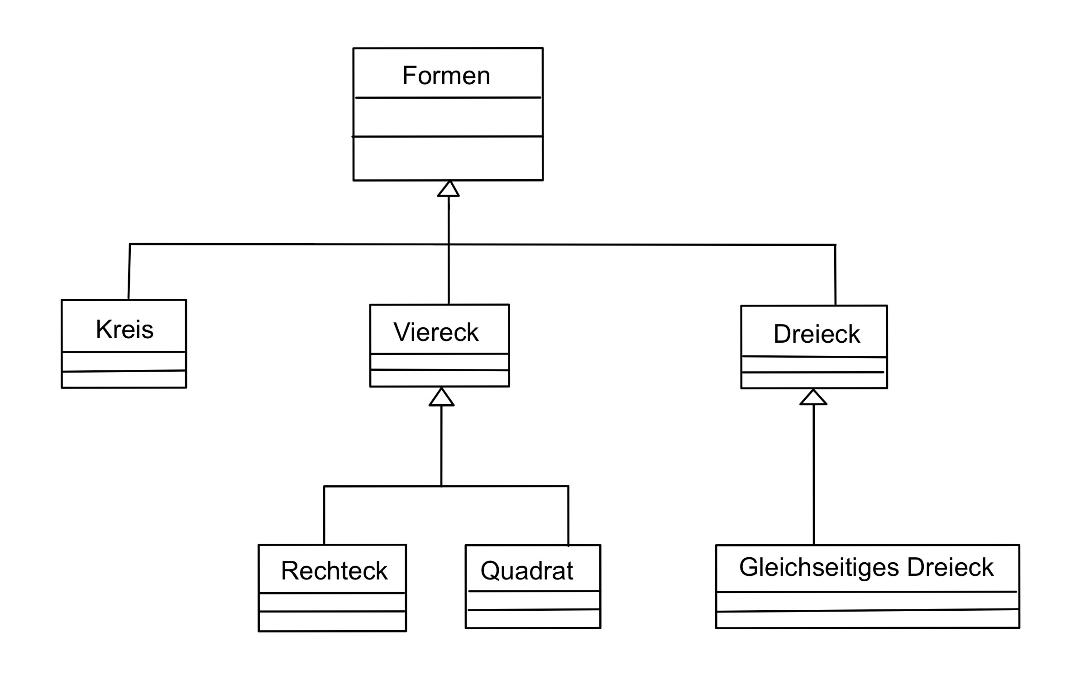 Formen
Kreis
Viereck
Dreieck
Rechteck
Quadrat
Gleichseitiges Dreieck